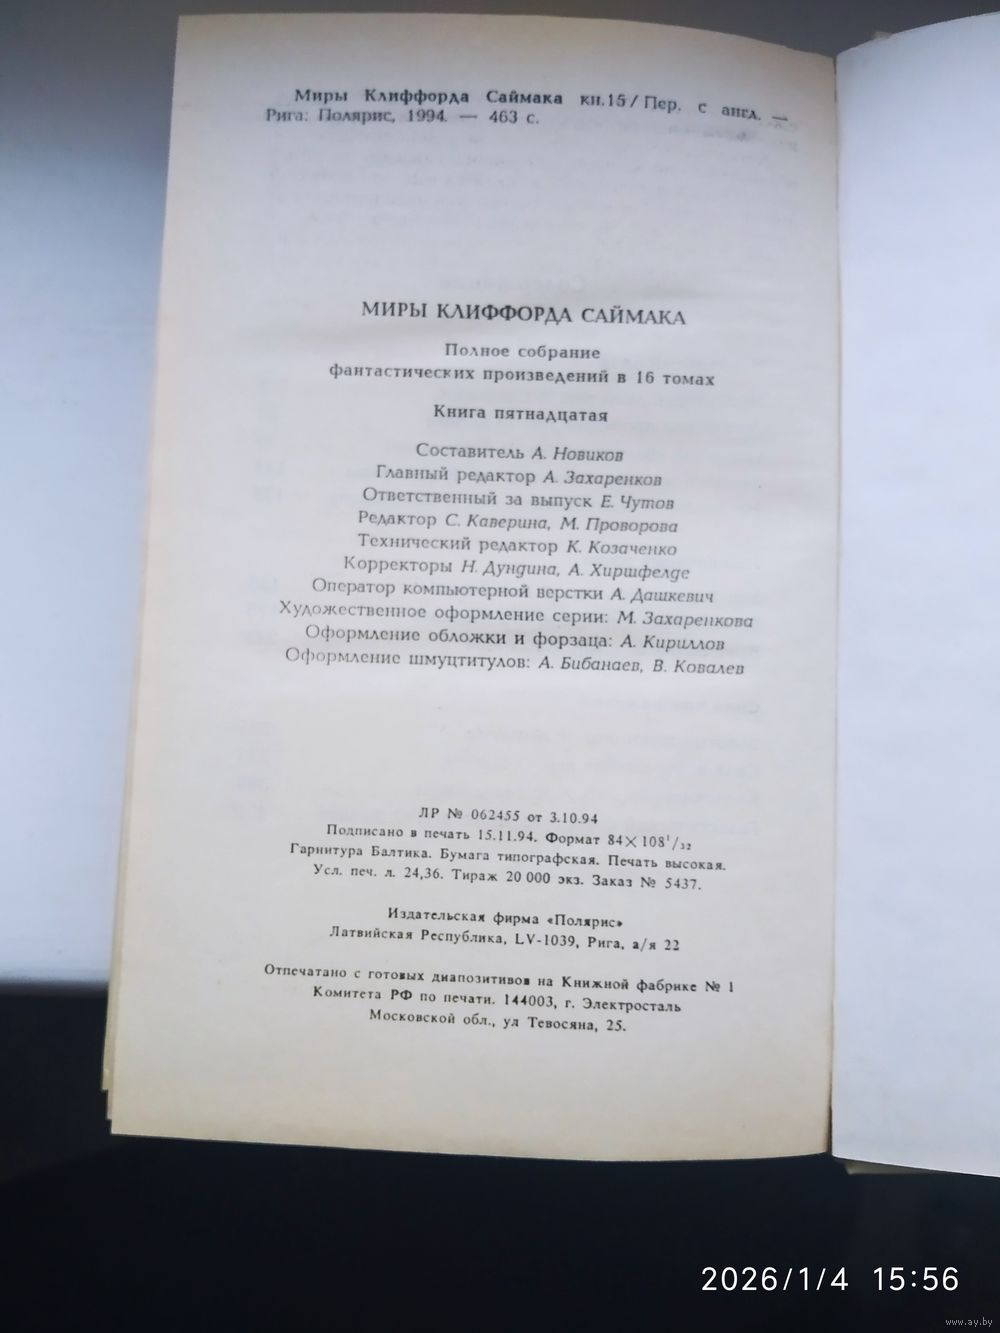 Миры Клиффорда Саймака кн.15/ Пер. с англ. —
Рига: Полярис, 1994. — 463 с.
МИРЫ КЛИФФОРДА САЙМАКА
Полное собрание
фантастических произведений в 16 томах
Книга пятнадцатая
Составитель А. Новиков
Главный редактор А. Захаренков
Ответственный за выпуск Е. Чутов
Редактор С. Каверина, М. Проворова
Технический редактор К. Козаченко
Корректоры Н. Дундина, А. Хиршфелде
Оператор компьютерной верстки А. Дашкевич
Художественное оформление серии: М. Захаренкова
Оформление обложки и форзаца: А. Кириллов
Оформление шмуцтитулов: А. Бибанаев, В. Ковалев
ЛР № 062455 от 3.10.94
Подписано в печать 15.11.94. Формат 84×108¹/₃₂
Гарнитура Балтика. Бумага типографская. Печать высокая.
Усл. печ. л. 24,36. Тираж 20 000 экз. Заказ № 5437.
Издательская фирма «Полярис»
Латвийская Республика, LV-1039, Рига, а/я 22
Отпечатано с готовых диапозитивов на Книжной фабрике № 1
Комитета РФ по печати. 144003, г. Электросталь
Московской обл., ул Тевосяна, 25.
2026/1/4 15:56
www.ay.by